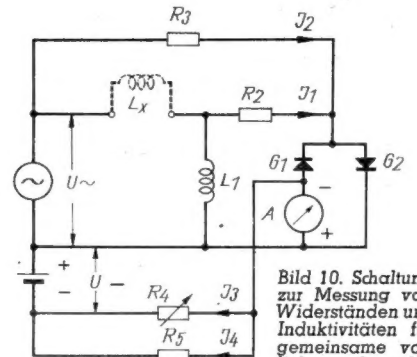 R3
J2
Lx
R2
J1
U~
L1
G1
G2
−
A
+
+
−
U−
R4
J3
R5
J4
Bild 10. Schaltun
zur Messung vo
Widerständen un
Induktivitäten f
gemeinsame vo